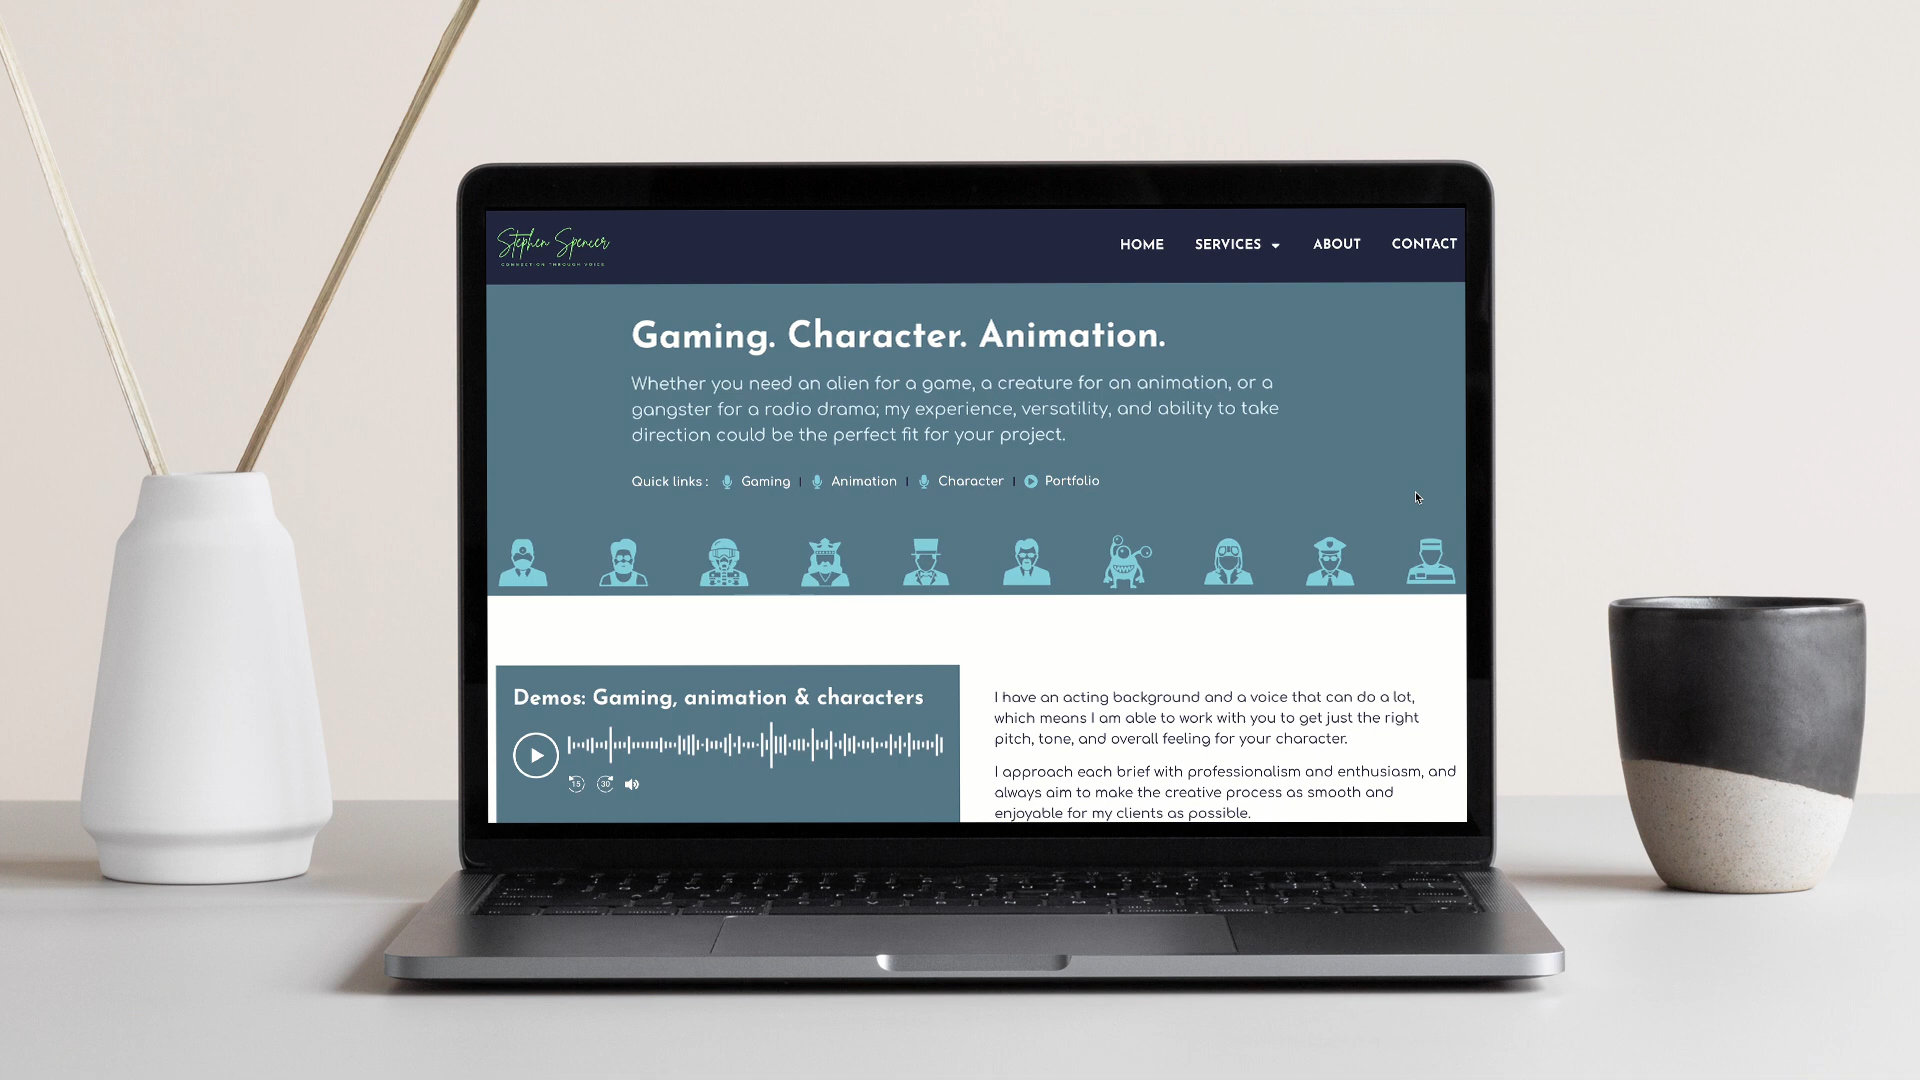 Stephen Spencer
CONNECTION THROUGH VOICE
HOME SERVICES ABOUT CONTACT
Gaming. Character. Animation.
Whether you need an alien for a game, a creature for an animation, or a
gangster for a radio drama; my experience, versatility, and ability to take
direction could be the perfect fit for your project.
Quick links : Gaming | Animation | Character | Portfolio
Demos: Gaming, animation & characters
15 30
I have an acting background and a voice that can do a lot,
which means I am able to work with you to get just the right
pitch, tone, and overall feeling for your character.
I approach each brief with professionalism and enthusiasm, and
always aim to make the creative process as smooth and
enjoyable for my clients as possible.